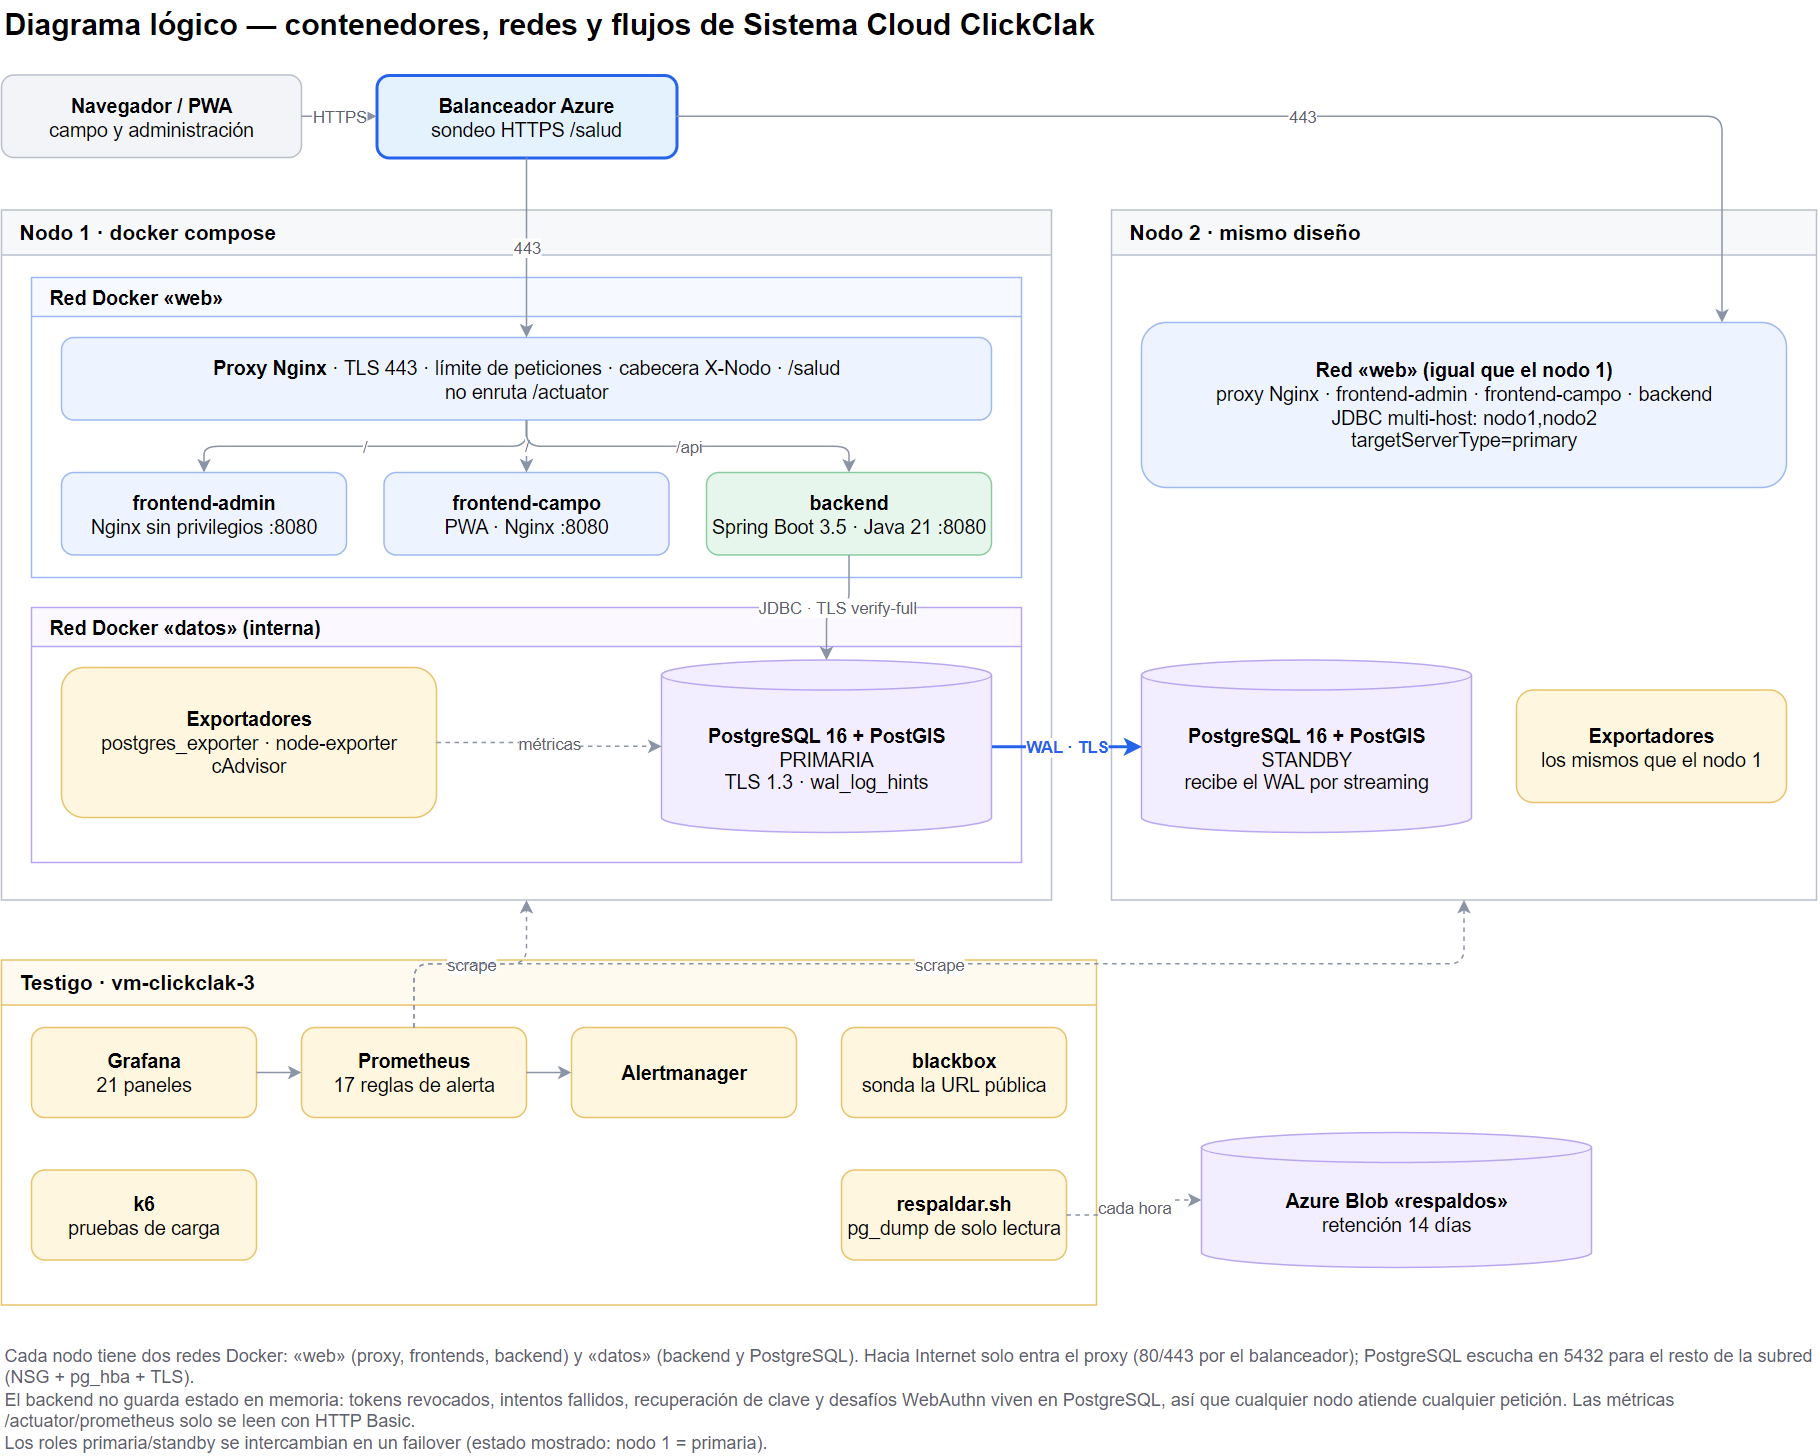 Diagrama lógico — contenedores, redes y flujos de Sistema Cloud ClickClak
Navegador / PWA
campo y administración
HTTPS
Balanceador Azure
sondeo HTTPS /salud
443
Nodo 1 · docker compose
443
Red Docker «web»
Proxy Nginx · TLS 443 · límite de peticiones · cabecera X-Nodo · /salud
no enruta /actuator
/
/
/api
frontend-admin
Nginx sin privilegios :8080
frontend-campo
PWA · Nginx :8080
backend
Spring Boot 3.5 · Java 21 :8080
JDBC · TLS verify-full
Red Docker «datos» (interna)
Exportadores
postgres_exporter · node-exporter
cAdvisor
métricas
PostgreSQL 16 + PostGIS
PRIMARIA
TLS 1.3 · wal_log_hints
WAL · TLS
Nodo 2 · mismo diseño
Red «web» (igual que el nodo 1)
proxy Nginx · frontend-admin · frontend-campo · backend
JDBC multi-host: nodo1,nodo2
targetServerType=primary
PostgreSQL 16 + PostGIS
STANDBY
recibe el WAL por streaming
Exportadores
los mismos que el nodo 1
scrape
scrape
Testigo · vm-clickclak-3
Grafana
21 paneles
Prometheus
17 reglas de alerta
Alertmanager
blackbox
sonda la URL pública
k6
pruebas de carga
respaldar.sh
pg_dump de solo lectura
cada hora
Azure Blob «respaldos»
retención 14 días
Cada nodo tiene dos redes Docker: «web» (proxy, frontends, backend) y «datos» (backend y PostgreSQL). Hacia Internet solo entra el proxy (80/443 por el balanceador); PostgreSQL escucha en 5432 para el resto de la subred
(NSG + pg_hba + TLS).
El backend no guarda estado en memoria: tokens revocados, intentos fallidos, recuperación de clave y desafíos WebAuthn viven en PostgreSQL, así que cualquier nodo atiende cualquier petición. Las métricas
/actuator/prometheus solo se leen con HTTP Basic.
Los roles primaria/standby se intercambian en un failover (estado mostrado: nodo 1 = primaria).